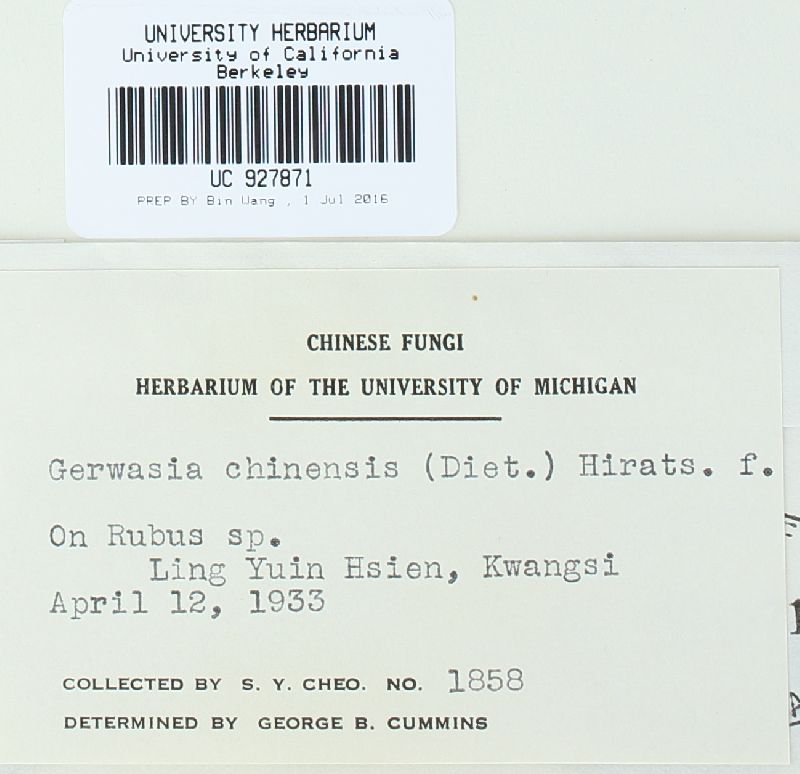 UNIVERSITY HERBARIUM
University of California
Berkeley
UC 927871
PREP BY Bin Wang , 1 Jul 2016
CHINESE FUNGI
HERBARIUM OF THE UNIVERSITY OF MICHIGAN
Gerwasia chinensis (Diet.) Hirats. f.
On Rubus sp.
Ling Yuin Hsien, Kwangsi
April 12, 1933
COLLECTED BY S. Y. CHEO. NO. 1858
DETERMINED BY GEORGE B. CUMMINS